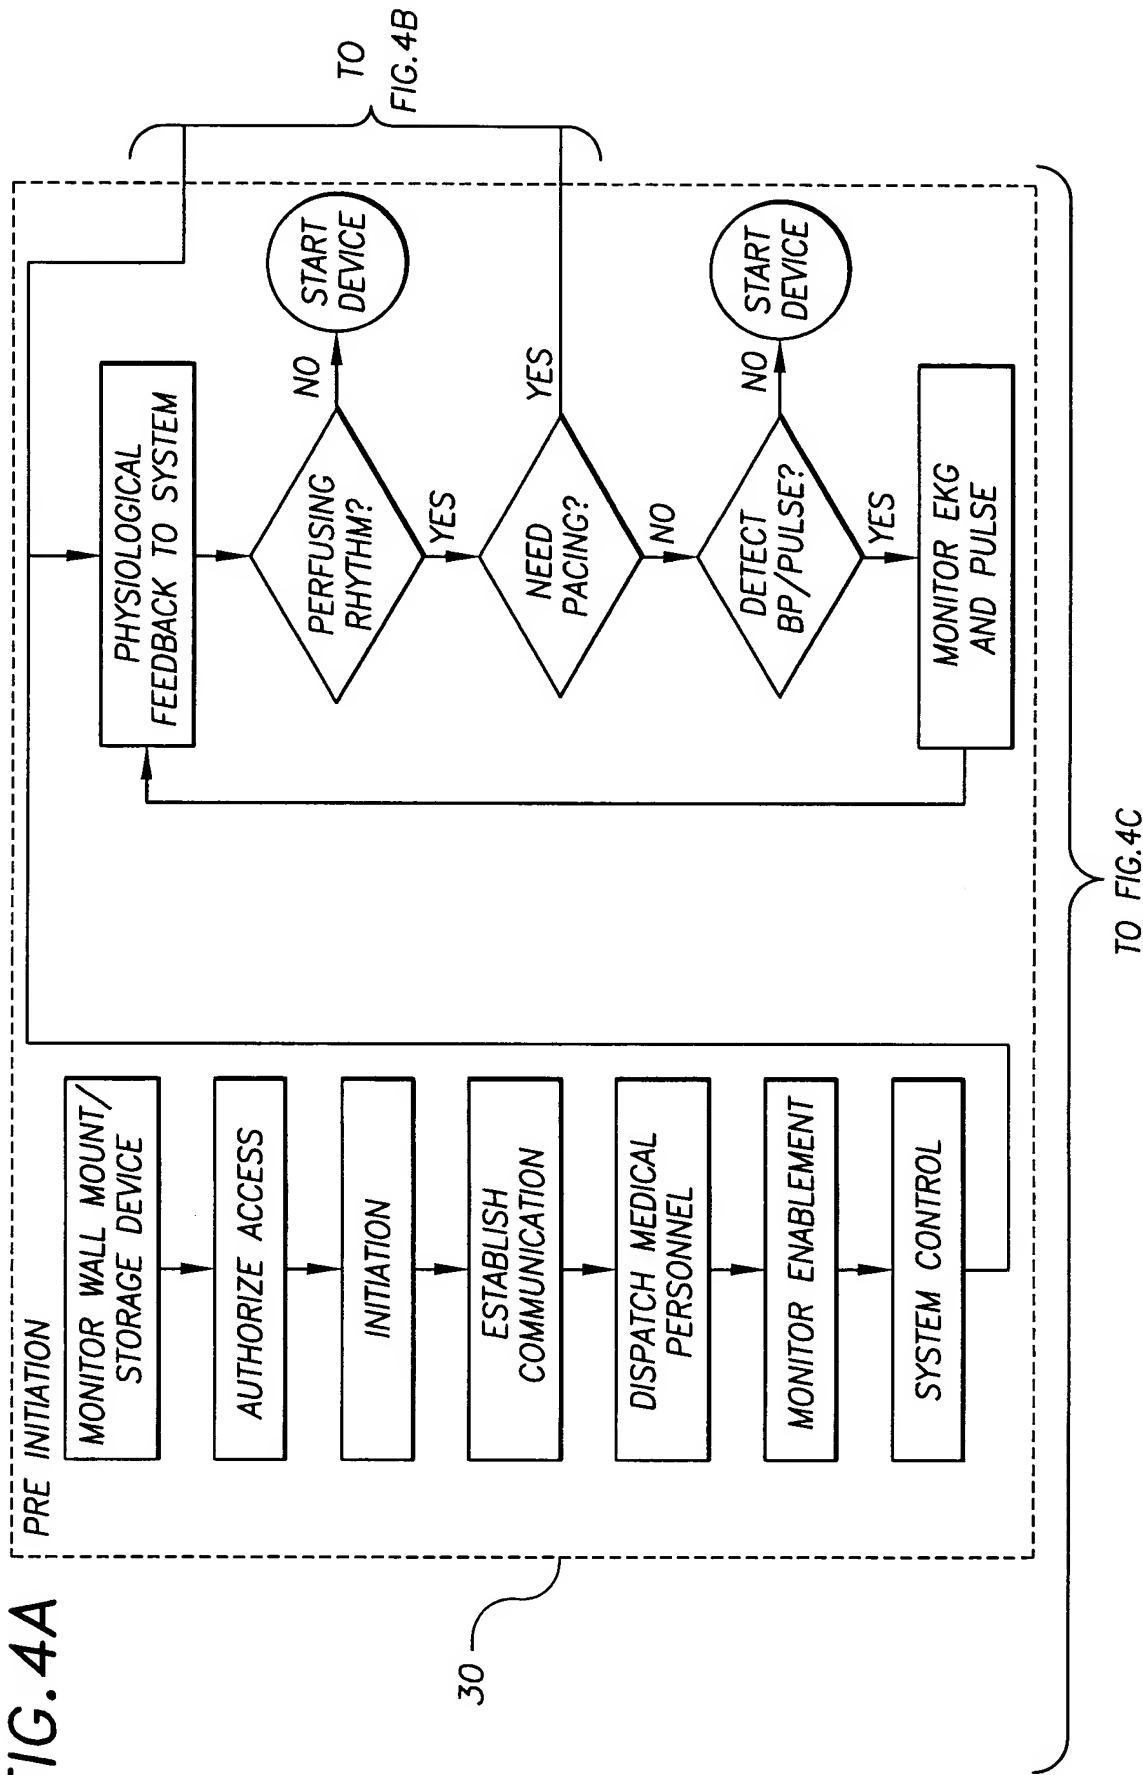 FIG. 4A
PRE INITIATION
MONITOR WALL MOUNT/
STORAGE DEVICE
AUTHORIZE ACCESS
INITIATION
ESTABLISH
COMMUNICATION
DISPATCH MEDICAL
PERSONNEL
MONITOR ENABLEMENT
SYSTEM CONTROL
30
PHYSIOLOGICAL
FEEDBACK TO SYSTEM
PERFUSING
RHYTHM?
NO
START
DEVICE
YES
NEED
PACING?
YES
NO
DETECT
BP/PULSE?
NO
START
DEVICE
YES
MONITOR EKG
AND PULSE
TO
FIG.4B
TO FIG.4C